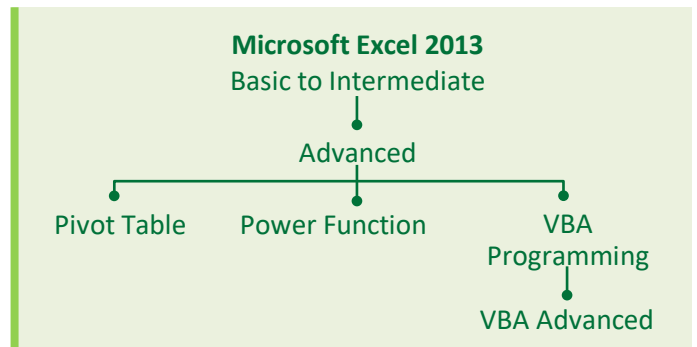 Microsoft Excel 2013
Basic to Intermediate
Advanced
Pivot Table
Power Function
VBA
Programming
VBA Advanced